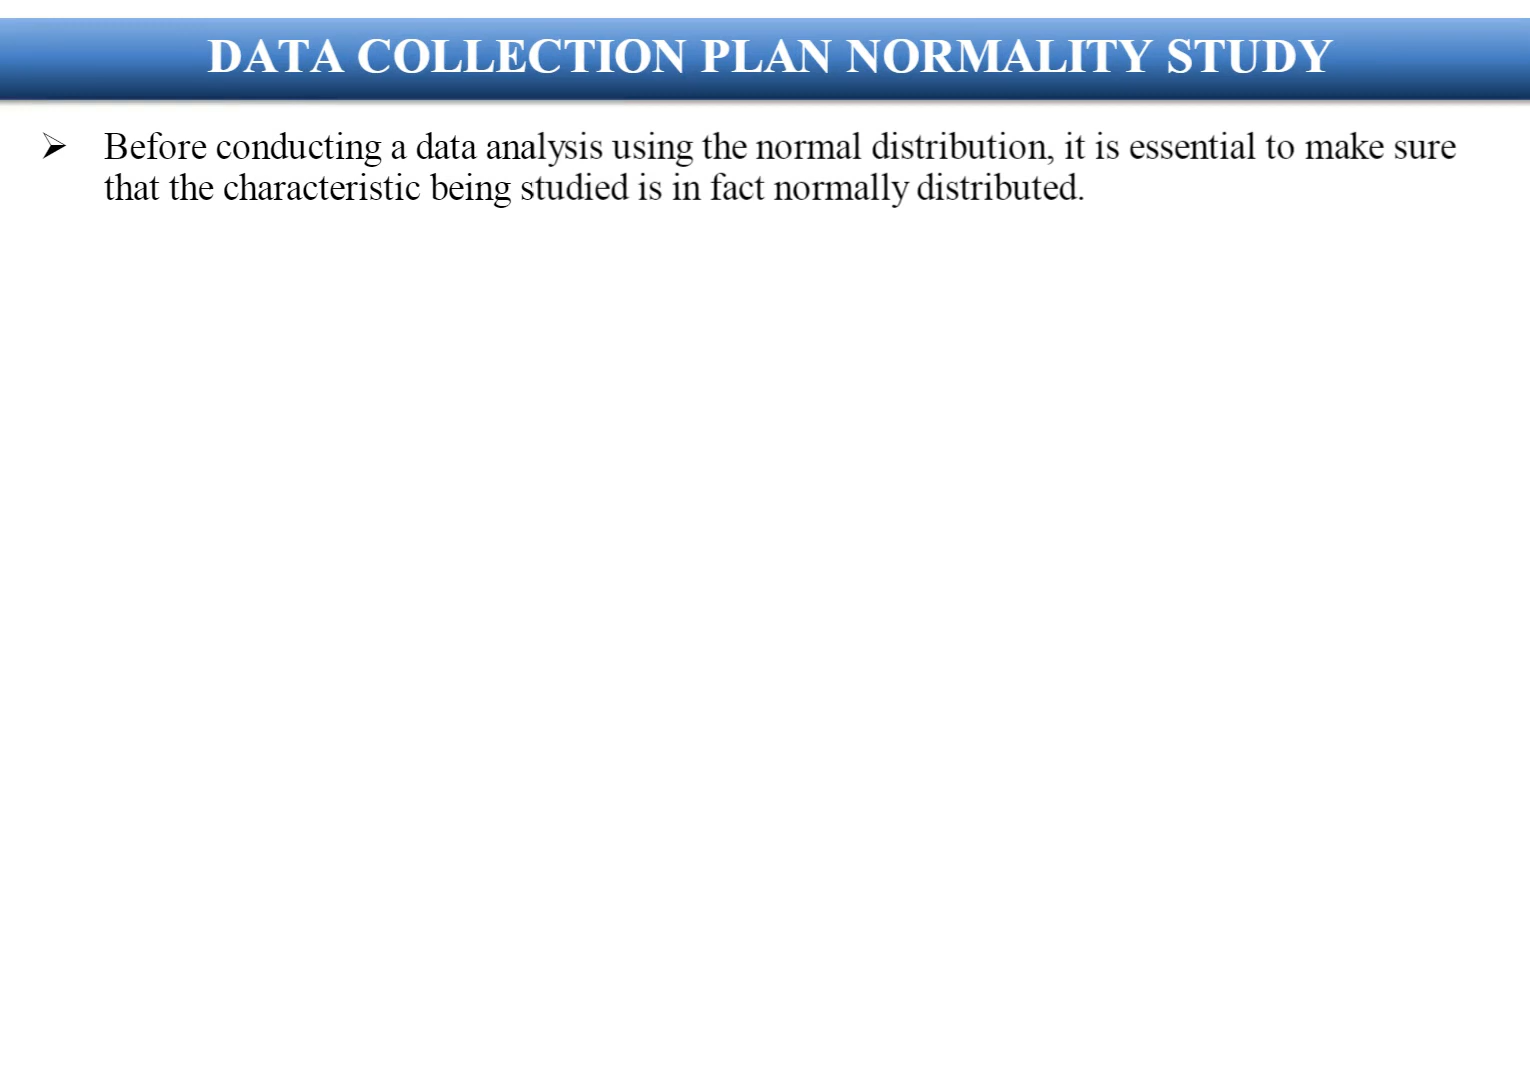 DATA COLLECTION PLAN NORMALITY STUDY
➢ Before conducting a data analysis using the normal distribution, it is essential to make sure
that the characteristic being studied is in fact normally distributed.